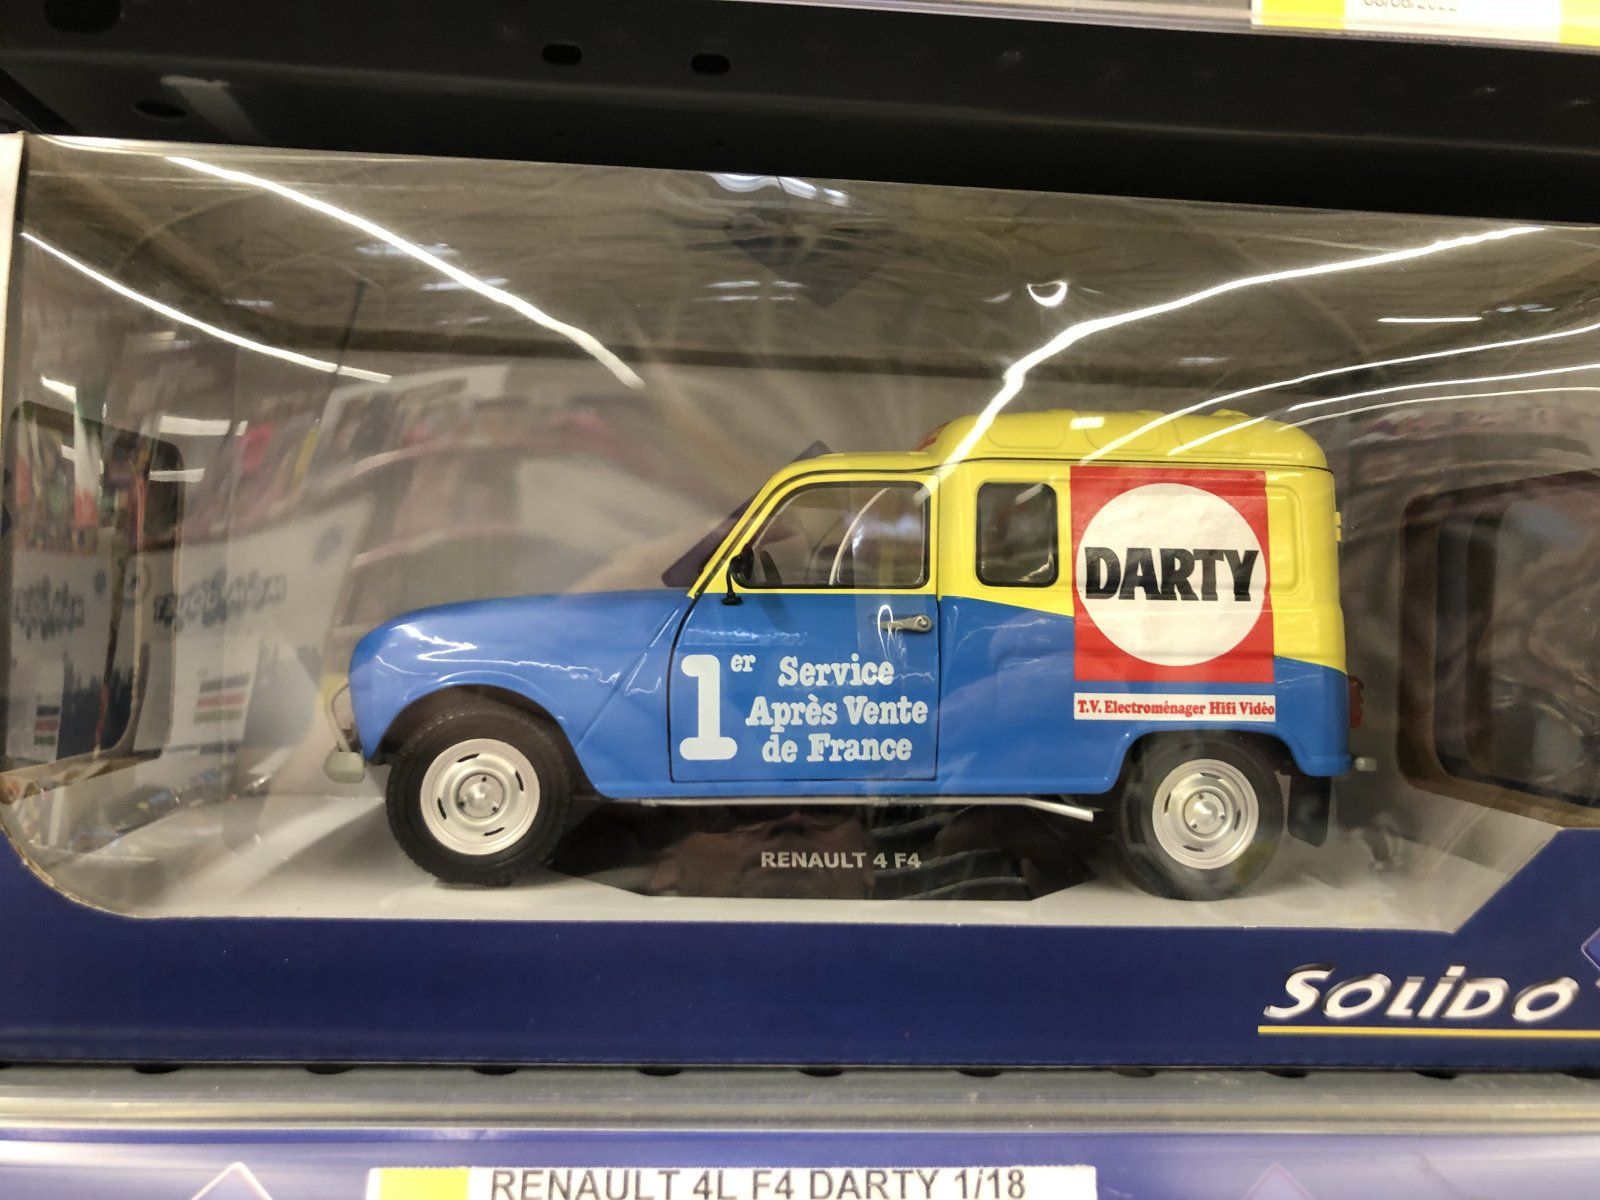 DARTY
1er Service
Après Vente
de France
T.V. Electroménager Hifi Vidéo
RENAULT 4 F4
SOLIDO
RENAULT 4L F4 DARTY 1/18